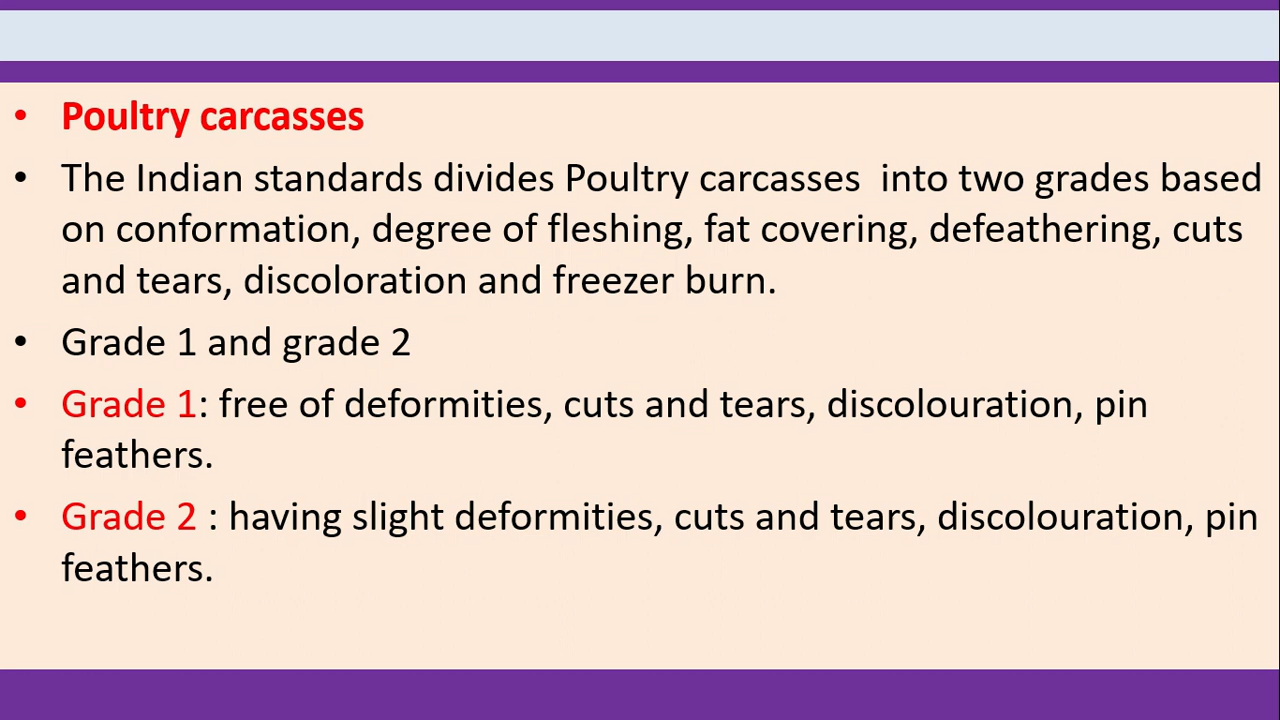 • Poultry carcasses
• The Indian standards divides Poultry carcasses  into two grades based
on conformation, degree of fleshing, fat covering, defeathering, cuts
and tears, discoloration and freezer burn.
• Grade 1 and grade 2
• Grade 1: free of deformities, cuts and tears, discolouration, pin
feathers.
• Grade 2 : having slight deformities, cuts and tears, discolouration, pin
feathers.